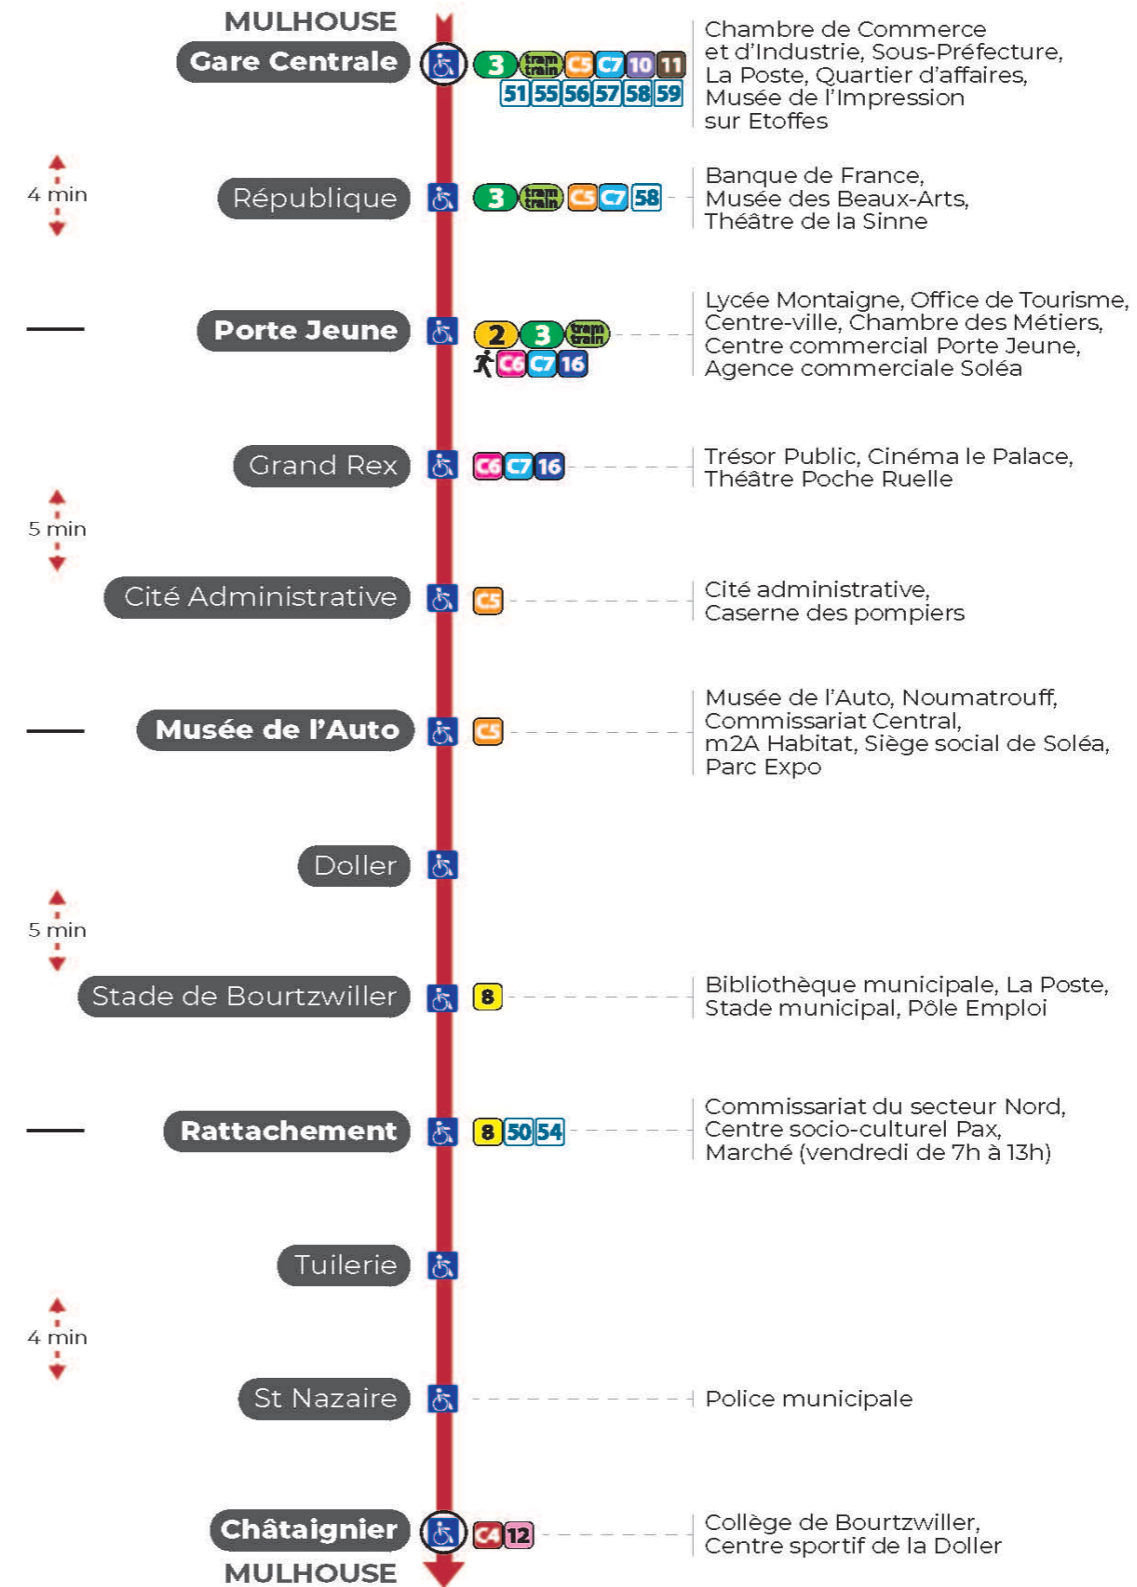 MULHOUSE
Gare Centrale
3 tram train C5 C7 10 11
51 55 56 57 58 59
Chambre de Commerce
et d'Industrie, Sous-Préfecture,
La Poste, Quartier d'affaires,
Musée de l'Impression
sur Etoffes
4 min
République
3 tram train C5 C7 58
Banque de France,
Musée des Beaux-Arts,
Théâtre de la Sinne
Porte Jeune
2 3 tram train
C6 C7 16
Lycée Montaigne, Office de Tourisme,
Centre-ville, Chambre des Métiers,
Centre commercial Porte Jeune,
Agence commerciale Soléa
Grand Rex
C6 C7 16
Trésor Public, Cinéma le Palace,
Théâtre Poche Ruelle
5 min
Cité Administrative
C5
Cité administrative,
Caserne des pompiers
Musée de l'Auto
C5
Musée de l'Auto, Noumatrouff,
Commissariat Central,
m2A Habitat, Siège social de Soléa,
Parc Expo
Doller
5 min
Stade de Bourtzwiller
8
Bibliothèque municipale, La Poste,
Stade municipal, Pôle Emploi
Rattachement
8 50 54
Commissariat du secteur Nord,
Centre socio-culturel Pax,
Marché (vendredi de 7h à 13h)
Tuilerie
4 min
St Nazaire
Police municipale
Châtaignier
C4 12
Collège de Bourtzwiller,
Centre sportif de la Doller
MULHOUSE